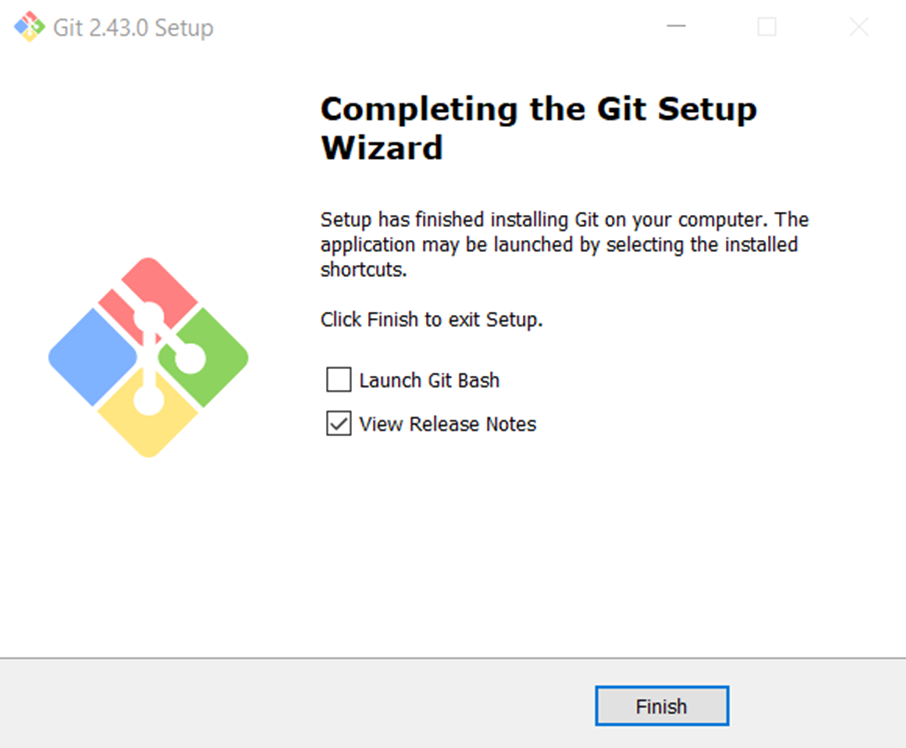 Git 2.43.0 Setup
Completing the Git Setup
Wizard
Setup has finished installing Git on your computer. The
application may be launched by selecting the installed
shortcuts.
Click Finish to exit Setup.
Launch Git Bash
View Release Notes
Finish